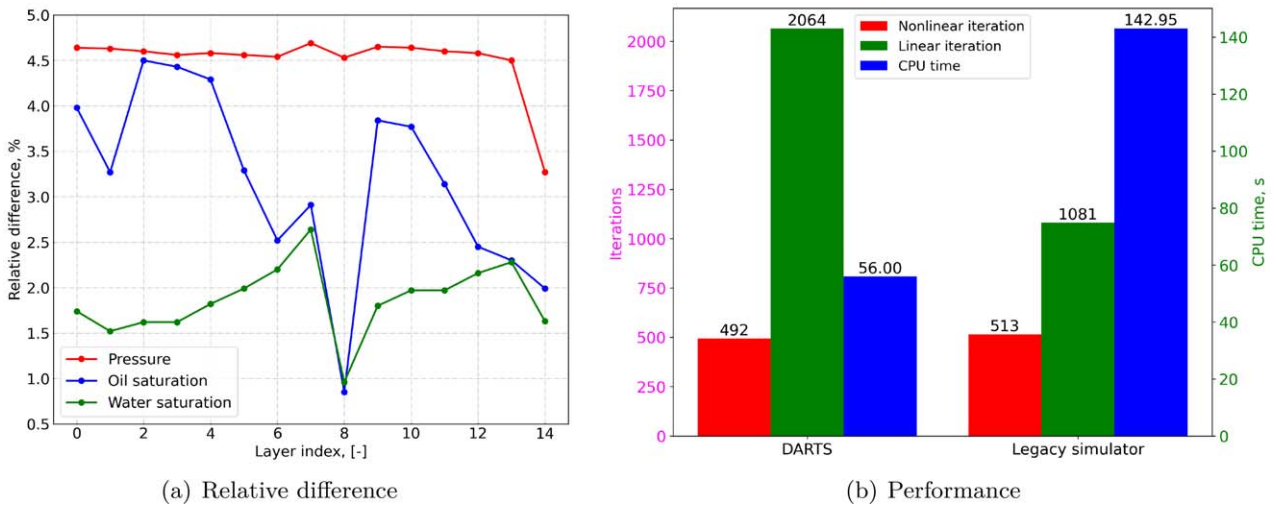 5.0
4.5
4.0
3.5
3.0
2.5
2.0
1.5
1.0
0.5
Relative difference, %
Pressure
Oil saturation
Water saturation
0 2 4 6 8 10 12 14
Layer index, [-]
(a) Relative difference
2000
1750
1500
1250
1000
750
500
250
0
Iterations
Nonlinear iteration
Linear iteration
CPU time
492
2064
56.00
513
1081
142.95
DARTS Legacy simulator
140
120
100
80
60
40
20
0
CPU time, s
(b) Performance